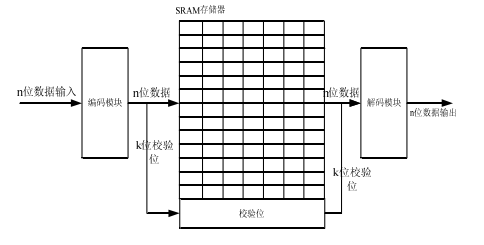 SRAM存储器
n位数据输入
编码模块
n位数据
n位数据
解码模块
n位数据输出
k位校验
位
k位校验
位
校验位